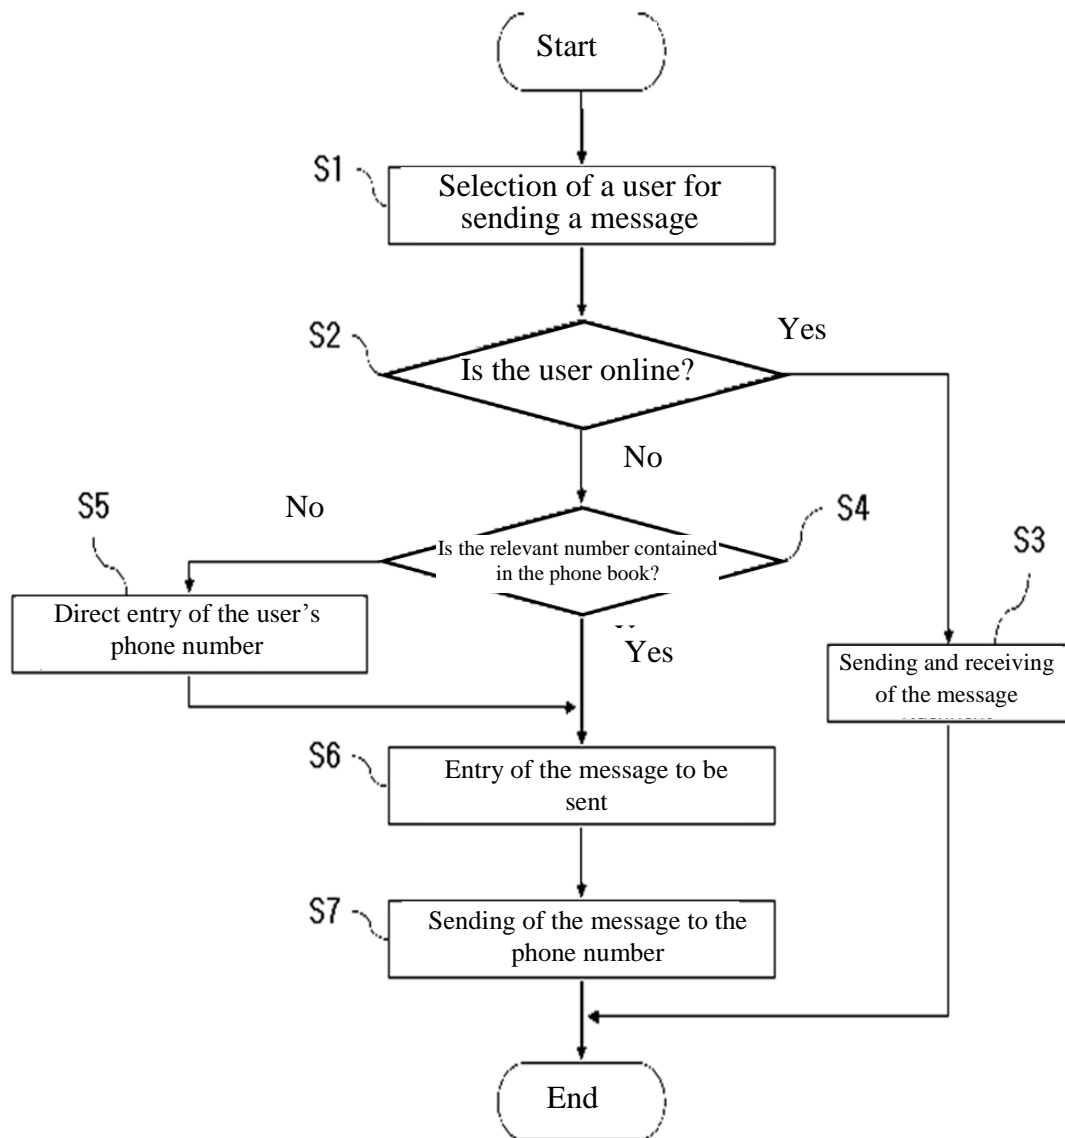 Start
S1
Selection of a user for
sending a message
S2
Is the user online?
Yes
No
S4
Is the relevant number contained
in the phone book?
No
Yes
S5
Direct entry of the user’s
phone number
S3
Sending and receiving
of the message
S6
Entry of the message to be
sent
S7
Sending of the message to the
phone number
End